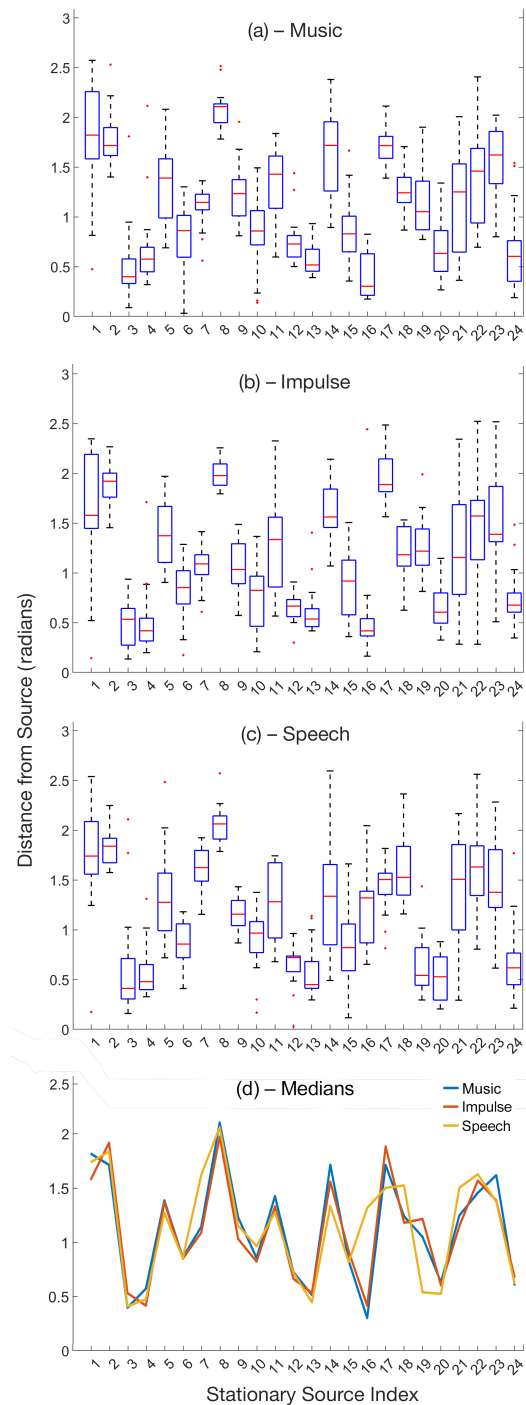 (a) – Music
3
2.5
2
1.5
1
0.5
0
1 2 3 4 5 6 7 8 9 10 11 12 13 14 15 16 17 18 19 20 21 22 23 24
(b) – Impulse
3
2.5
2
1.5
1
0.5
0
1 2 3 4 5 6 7 8 9 10 11 12 13 14 15 16 17 18 19 20 21 22 23 24
Distance from Source (radians)
(c) – Speech
3
2.5
2
1.5
1
0.5
0
1 2 3 4 5 6 7 8 9 10 11 12 13 14 15 16 17 18 19 20 21 22 23 24
(d) – Medians
Music
Impulse
Speech
2.5
2
1.5
1
0.5
0
1 2 3 4 5 6 7 8 9 10 11 12 13 14 15 16 17 18 19 20 21 22 23 24
Stationary Source Index